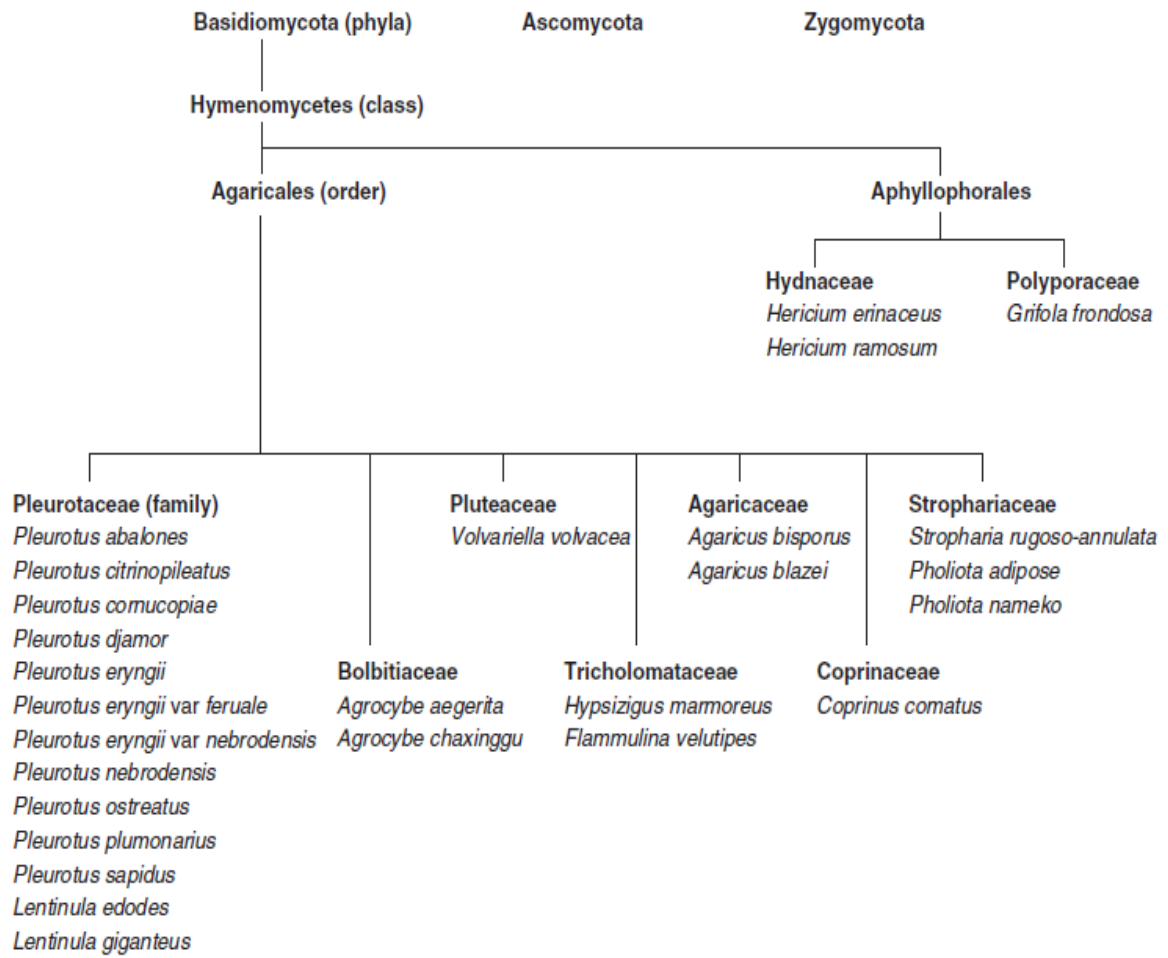 Basidiomycota (phyla) Ascomycota Zygomycota
Hymenomycetes (class)
Agaricales (order) Aphyllophorales
Hydnaceae
Hericium erinaceus
Hericium ramosum
Polyporaceae
Grifola frondosa
Pleurotaceae (family)
Pleurotus abalones
Pleurotus citrinopileatus
Pleurotus cornucopiae
Pleurotus djamor
Pleurotus eryngii
Pleurotus eryngii var feruale
Pleurotus eryngii var nebrodensis
Pleurotus nebrodensis
Pleurotus ostreatus
Pleurotus plumonarius
Pleurotus sapidus
Lentinula edodes
Lentinula giganteus
Bolbitiaceae
Agrocybe aegerita
Agrocybe chaxinggu
Pluteaceae
Volvariella volvacea
Tricholomataceae
Hypsizigus marmoreus
Flammulina velutipes
Agaricaceae
Agaricus bisporus
Agaricus blazei
Coprinaceae
Coprinus comatus
Strophariaceae
Stropharia rugoso-annulata
Pholiota adipose
Pholiota nameko